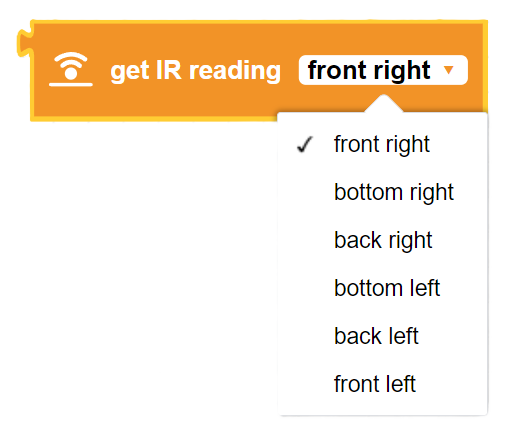 get IR reading front right
front right
bottom right
back right
bottom left
back left
front left